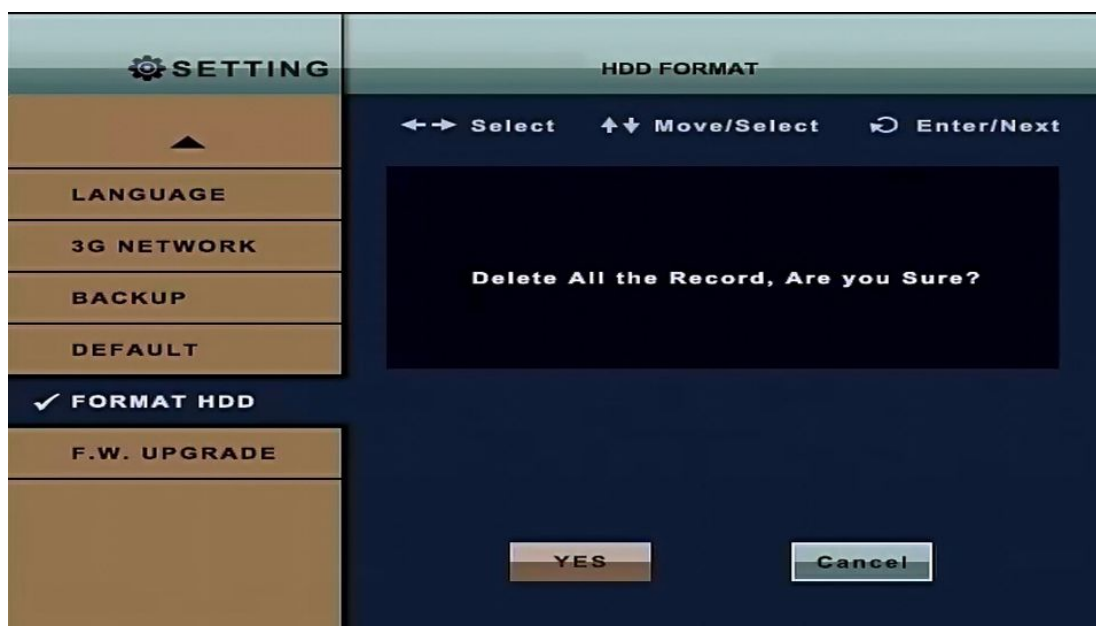 SETTING
HDD FORMAT
Select Move/Select Enter/Next
LANGUAGE
3G NETWORK
BACKUP
DEFAULT
FORMAT HDD
F.W. UPGRADE
Delete All the Record, Are you Sure?
YES Cancel